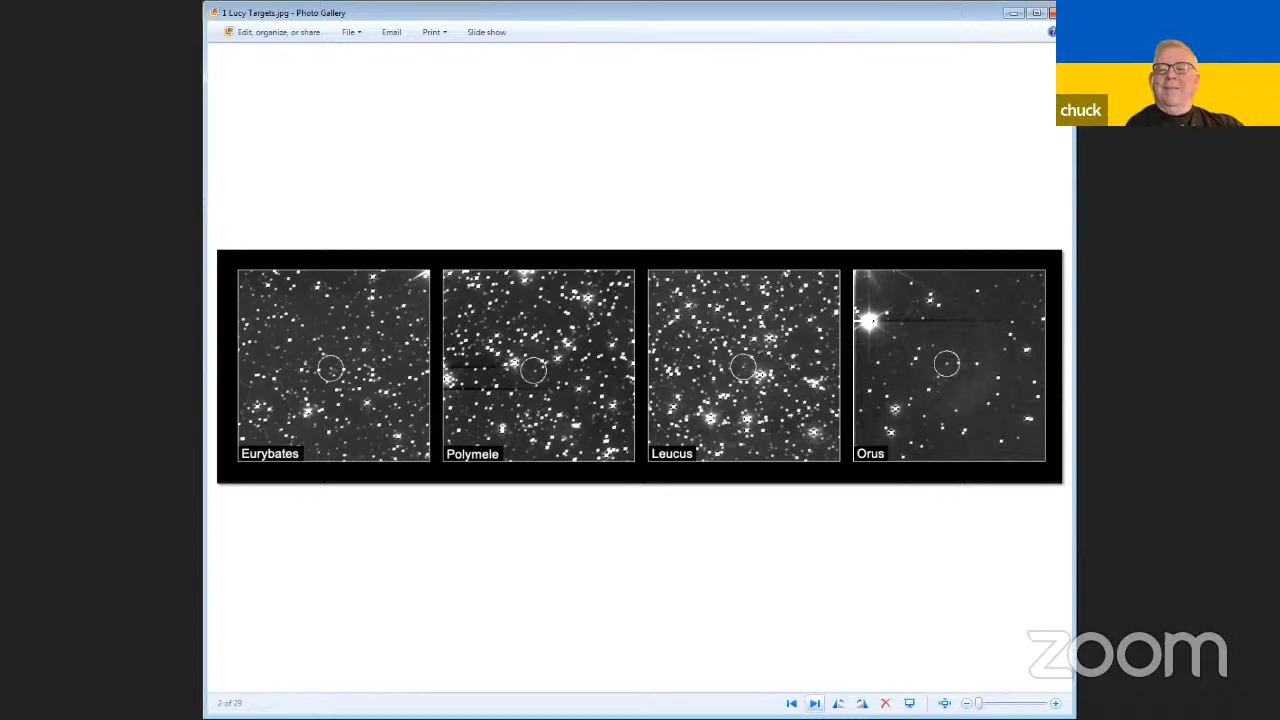 1 Lucy Targets.jpg - Photo Gallery
Edit, organize, or share File Email Print Slide show
chuck
Eurybates Polymele Leucus Orus
zoom
2 of 29